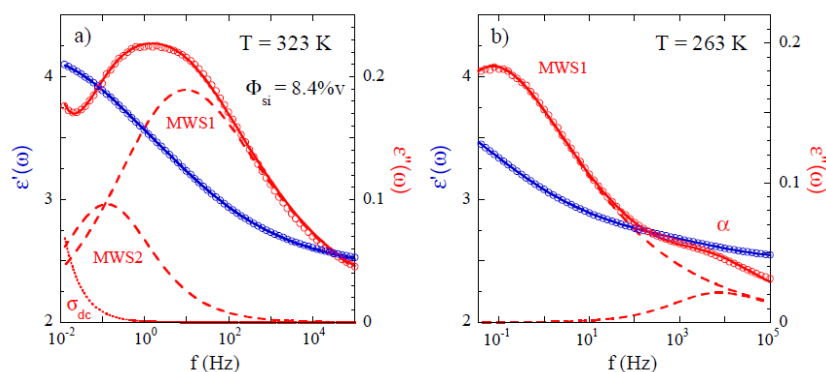 a)
T = 323 K
Φsi = 8.4%v
MWS1
MWS2
σdc
ε'(ω)
4
3
2
ε"(ω)
0.2
0.1
0
10⁻² 10⁰ 10² 10⁴
f (Hz)
b)
T = 263 K
MWS1
α
ε'(ω)
4
3
2
ε"(ω)
0.2
0.1
0
10⁻¹ 10¹ 10³ 10⁵
f (Hz)